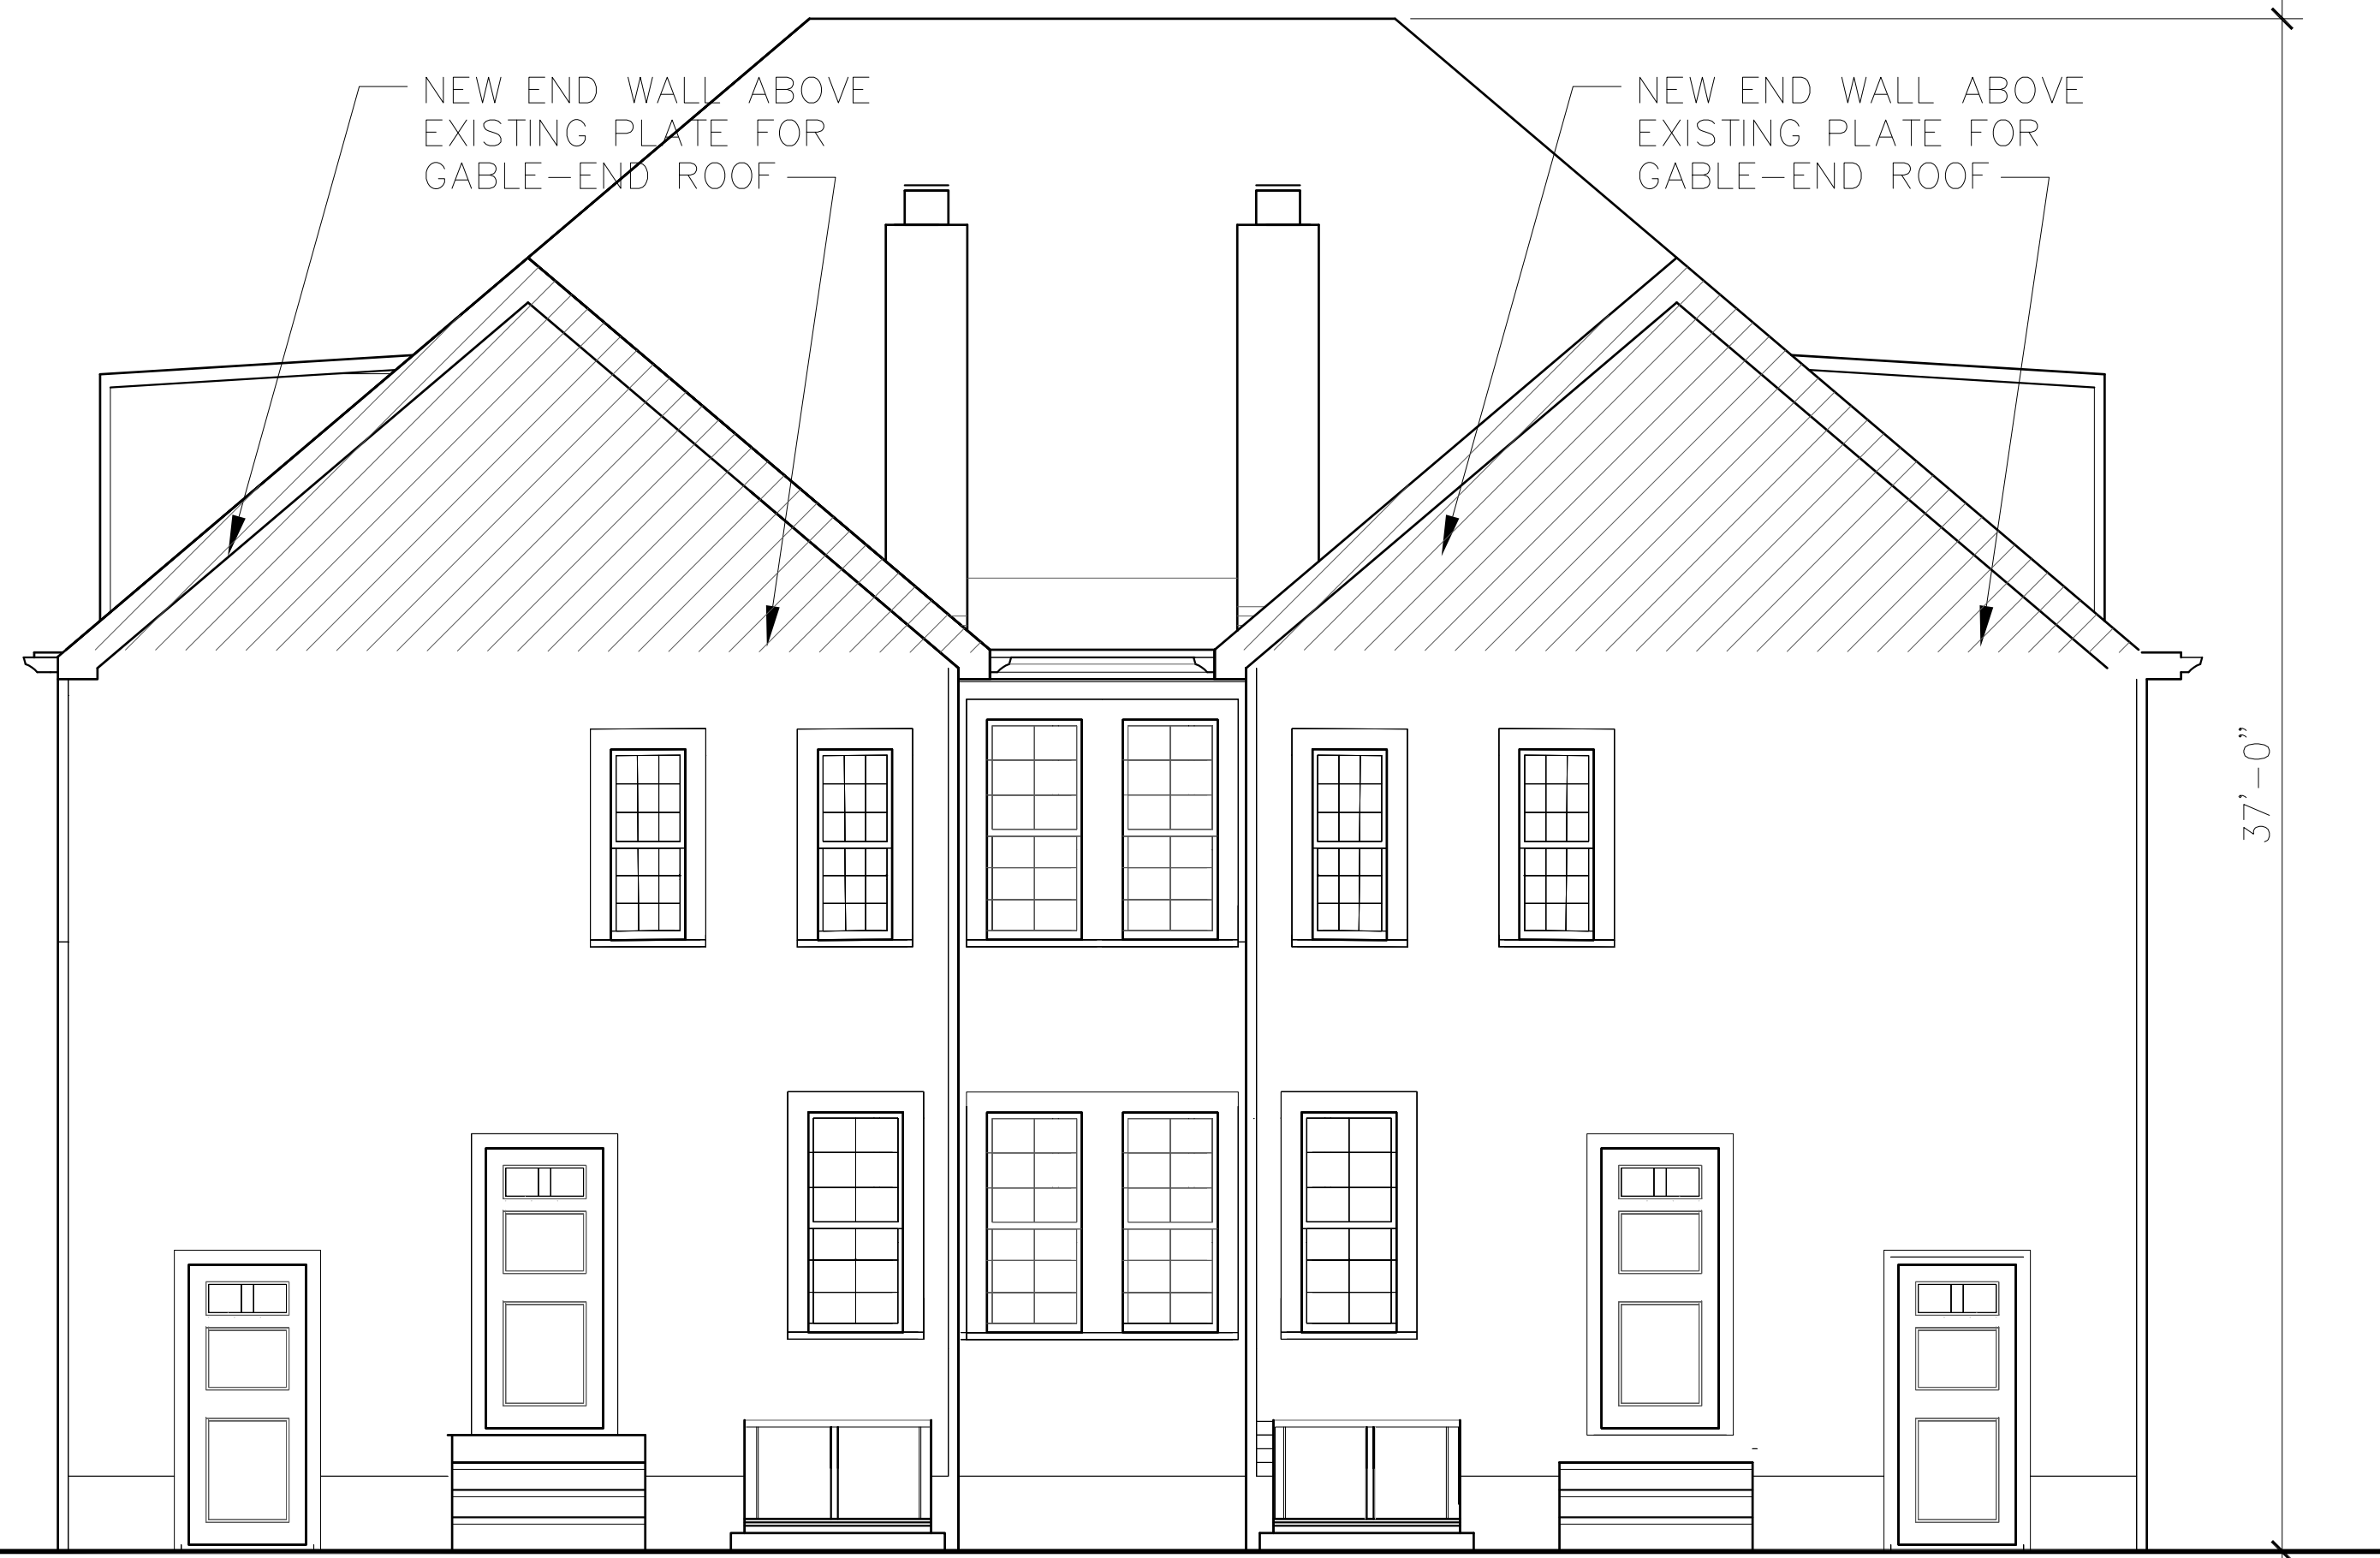 NEW END WALL ABOVE
EXISTING PLATE FOR
GABLE-END ROOF
NEW END WALL ABOVE
EXISTING PLATE FOR
GABLE-END ROOF
37'-0"